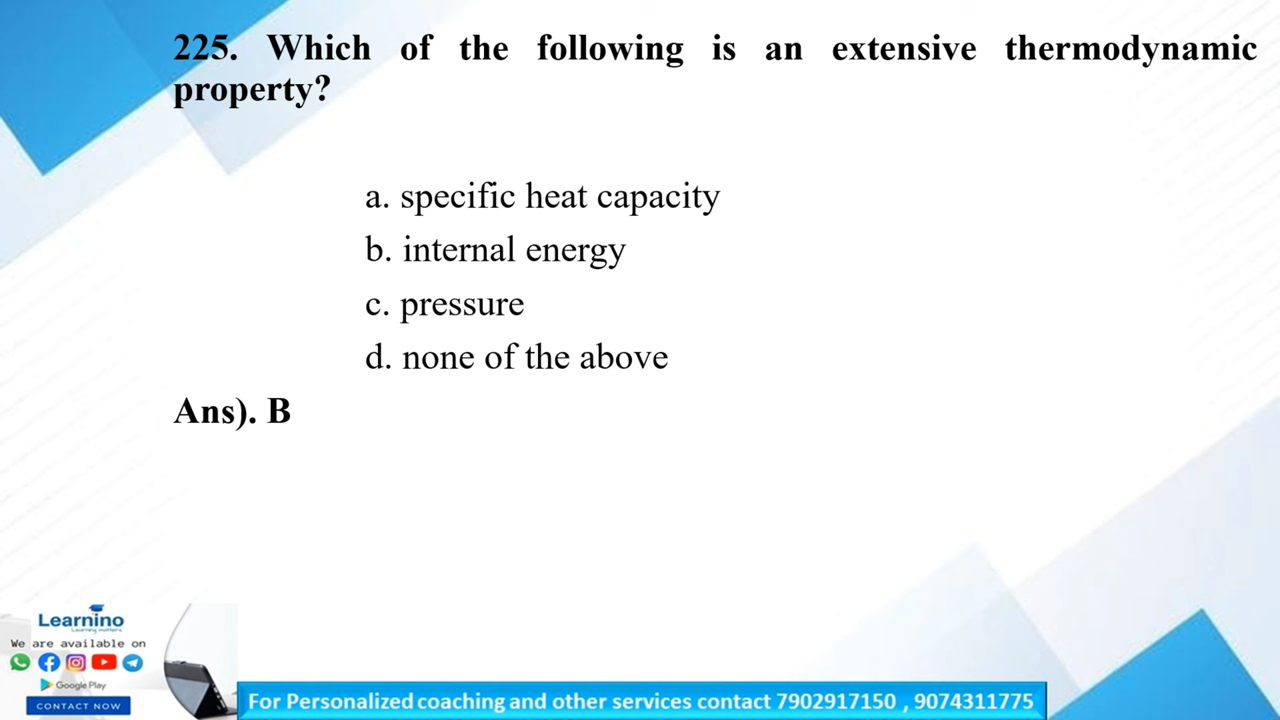 225. Which of the following is an extensive thermodynamic
property?
a. specific heat capacity
b. internal energy
c. pressure
d. none of the above
Ans). B
Learnino
Learning matters
We are available on
Google Play
CONTACT NOW
For Personalized coaching and other services contact 7902917150 , 9074311775